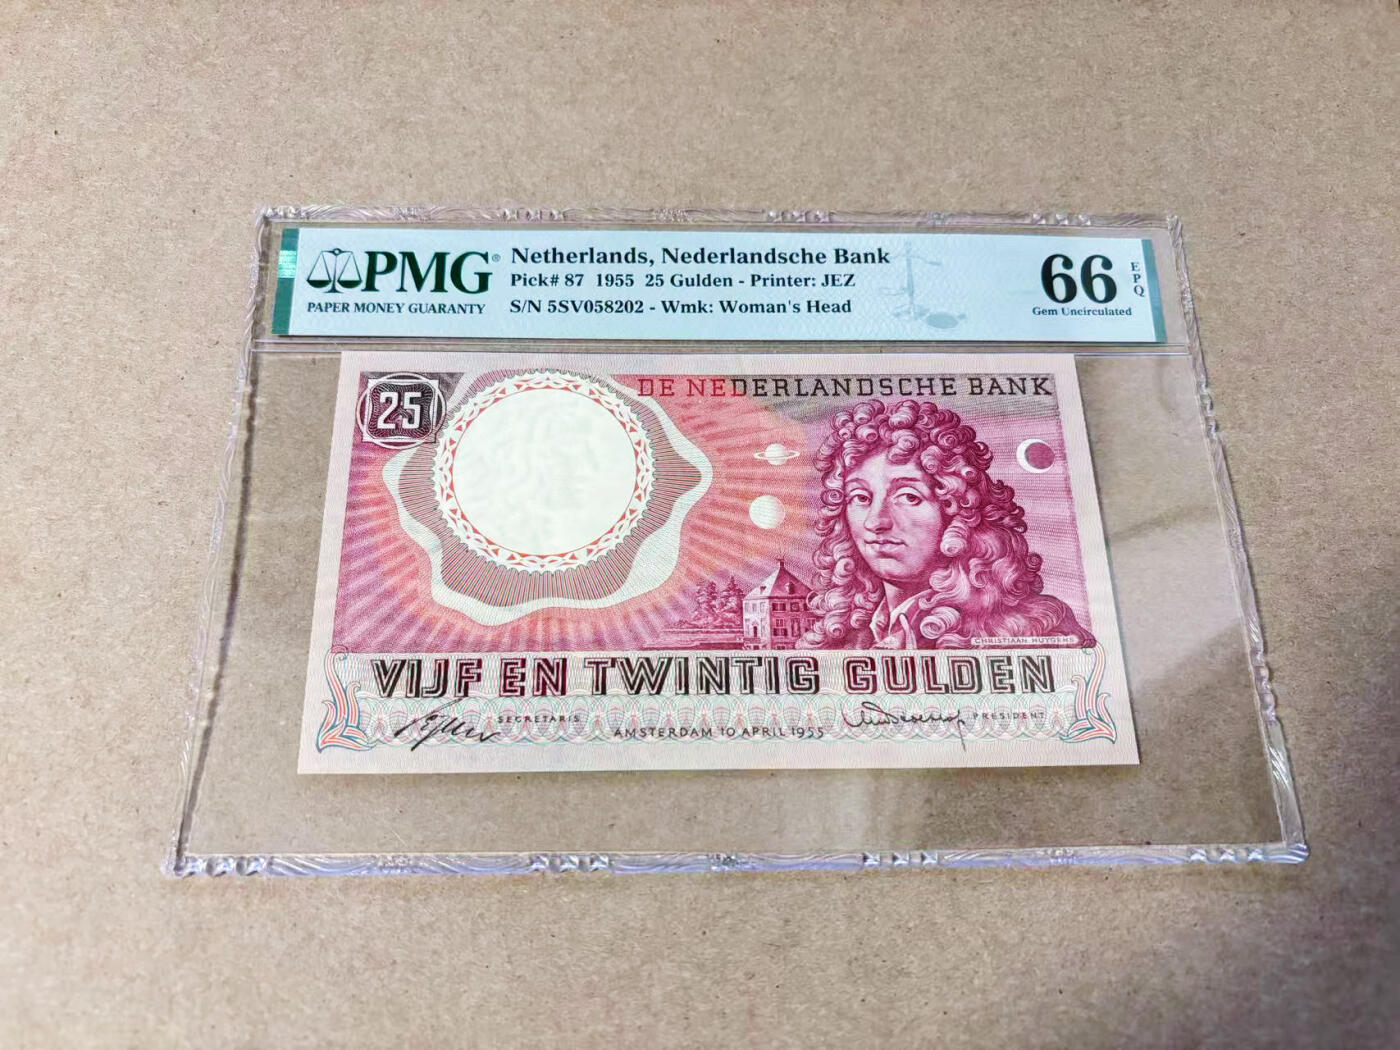 PMG®
PAPER MONEY GUARANTY
Netherlands, Nederlandsche Bank
Pick# 87 1955 25 Gulden - Printer: JEZ
S/N 5SV058202 - Wmk: Woman's Head
66 EPQ
Gem Uncirculated
25
DE NEDERLANDSCHE BANK
CHRISTIAAN HUYGENS
VIJF EN TWINTIG GULDEN
SECRETARIS
PRESIDENT
AMSTERDAM 10 APRIL 1955